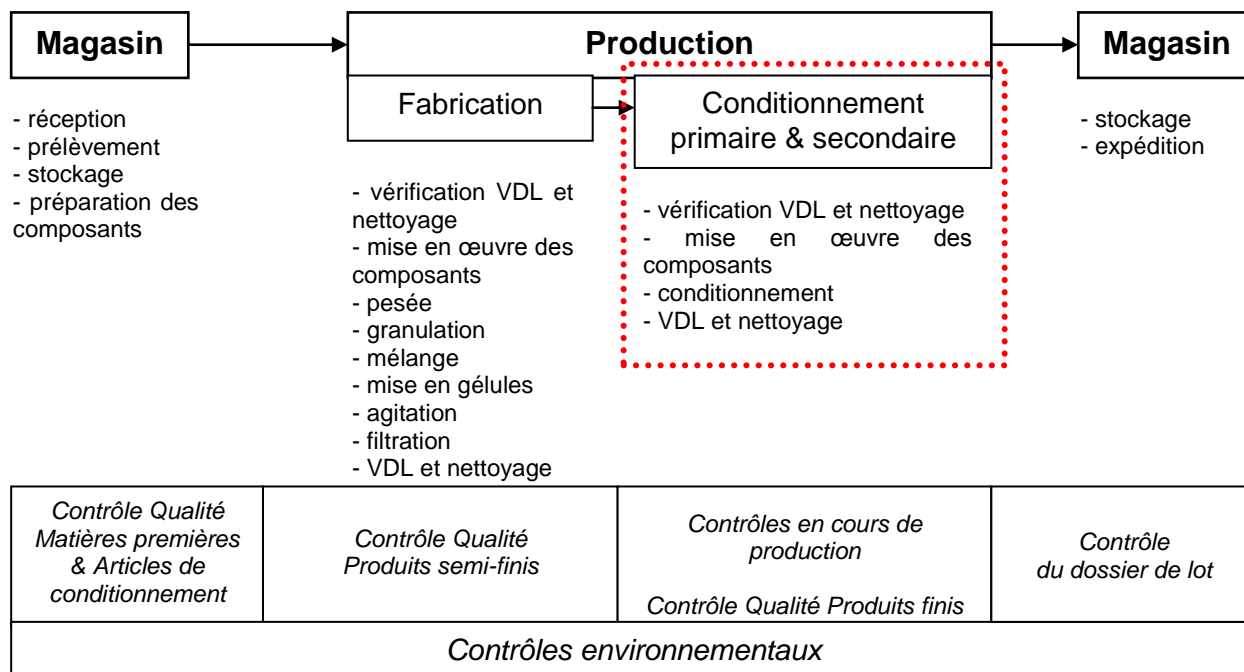 Magasin
Production
Magasin
Fabrication
Conditionnement
primaire & secondaire
- réception
- prélèvement
- stockage
- préparation des
composants
- vérification VDL et
nettoyage
- mise en œuvre des
composants
- pesée
- granulation
- mélange
- mise en gélules
- agitation
- filtration
- VDL et nettoyage
- vérification VDL et nettoyage
- mise en œuvre des
composants
- conditionnement
- VDL et nettoyage
- stockage
- expédition
Contrôle Qualité
Matières premières
& Articles de
conditionnement
Contrôle Qualité
Produits semi-finis
Contrôles en cours de
production
Contrôle Qualité Produits finis
Contrôle
du dossier de lot
Contrôles environnementaux